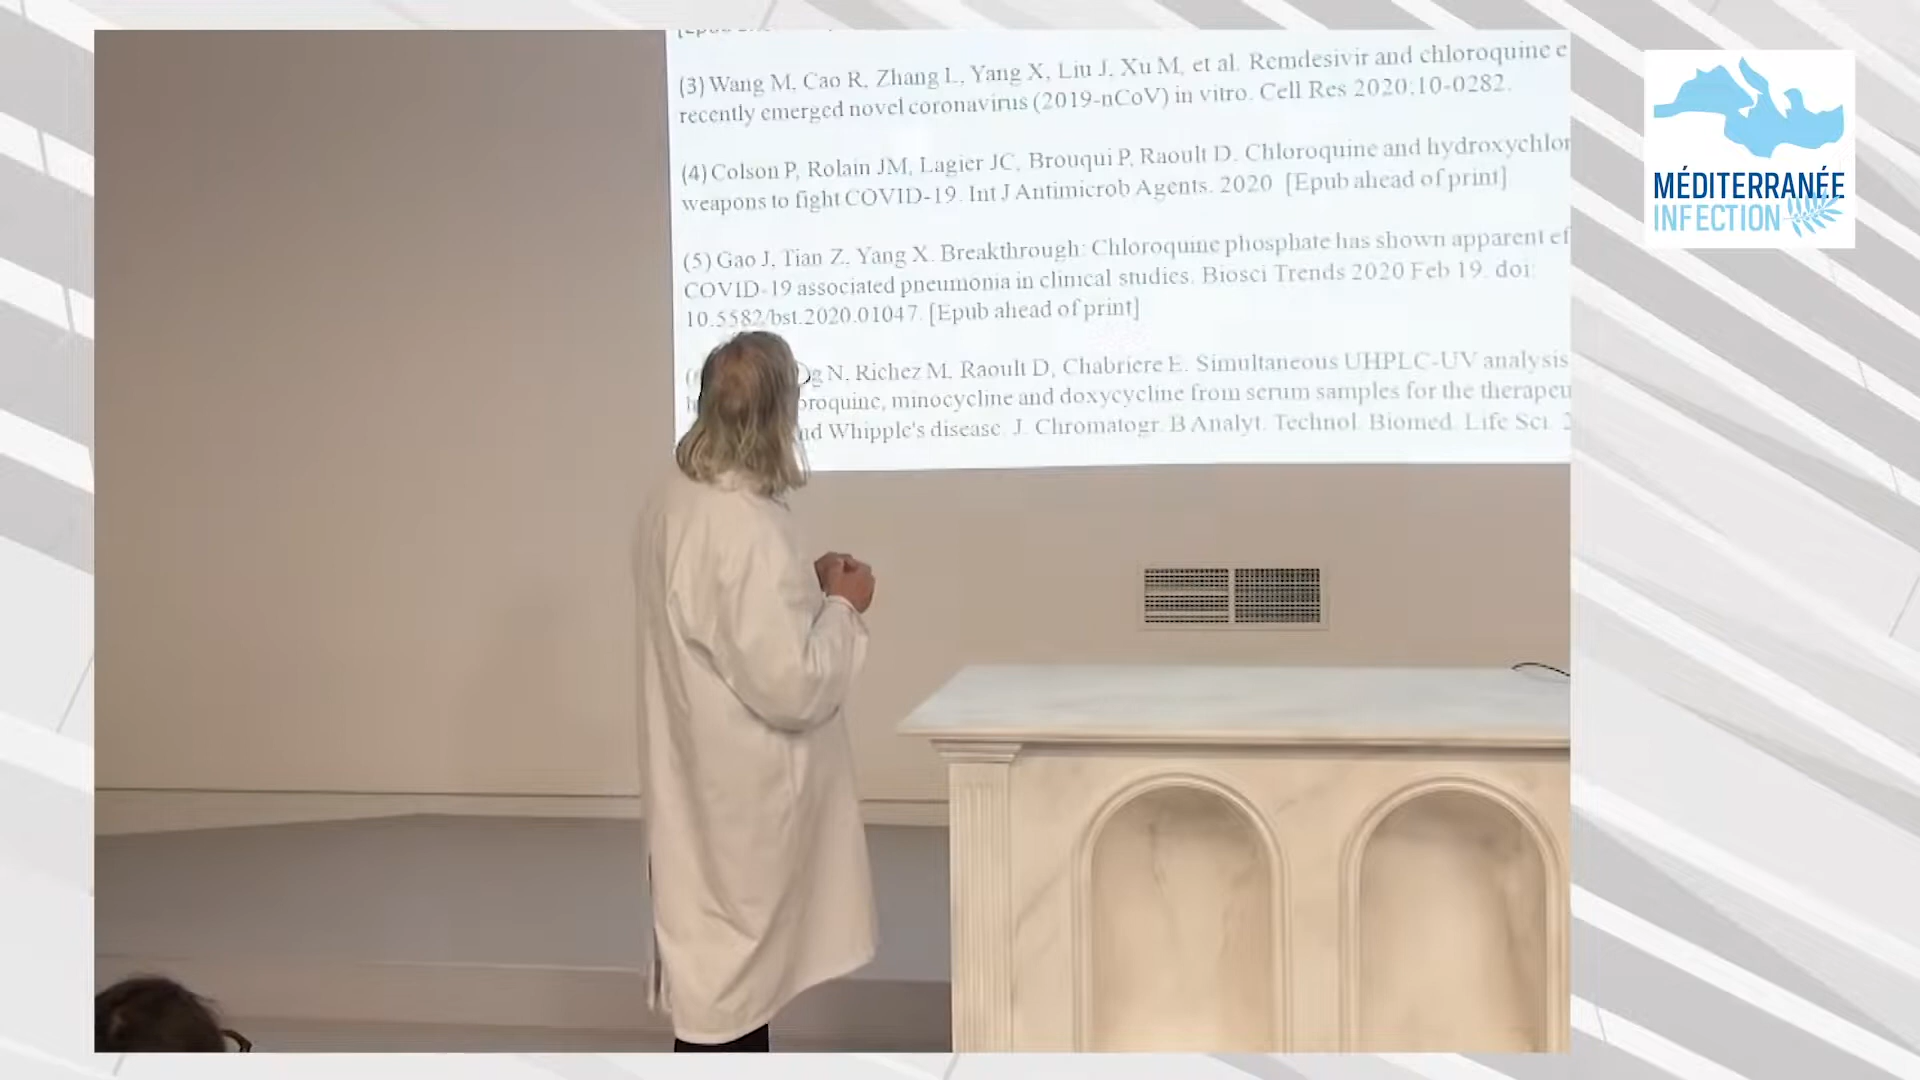 (3) Wang M, Cao R, Zhang L, Yang X, Liu J, Xu M, et al. Remdesivir and chloroquine e
recently emerged novel coronavirus (2019-nCoV) in vitro. Cell Res 2020;10-0282.
(4) Colson P, Rolain JM, Lagier JC, Brouqui P, Raoult D. Chloroquine and hydroxychlor
weapons to fight COVID-19. Int J Antimicrob Agents. 2020 [Epub ahead of print]
(5) Gao J, Tian Z, Yang X. Breakthrough: Chloroquine phosphate has shown apparent ef
COVID-19 associated pneumonia in clinical studies. Biosci Trends 2020 Feb 19. doi:
10.5582/bst.2020.01047. [Epub ahead of print]
N, Richez M, Raoult D, Chabriere E. Simultaneous UHPLC-UV analysis
oroquine, minocycline and doxycycline from serum samples for the therapeu
nd Whipple's disease. J. Chromatogr. B Analyt. Technol. Biomed. Life Sci. 2
MÉDITERRANÉE
INFECTION